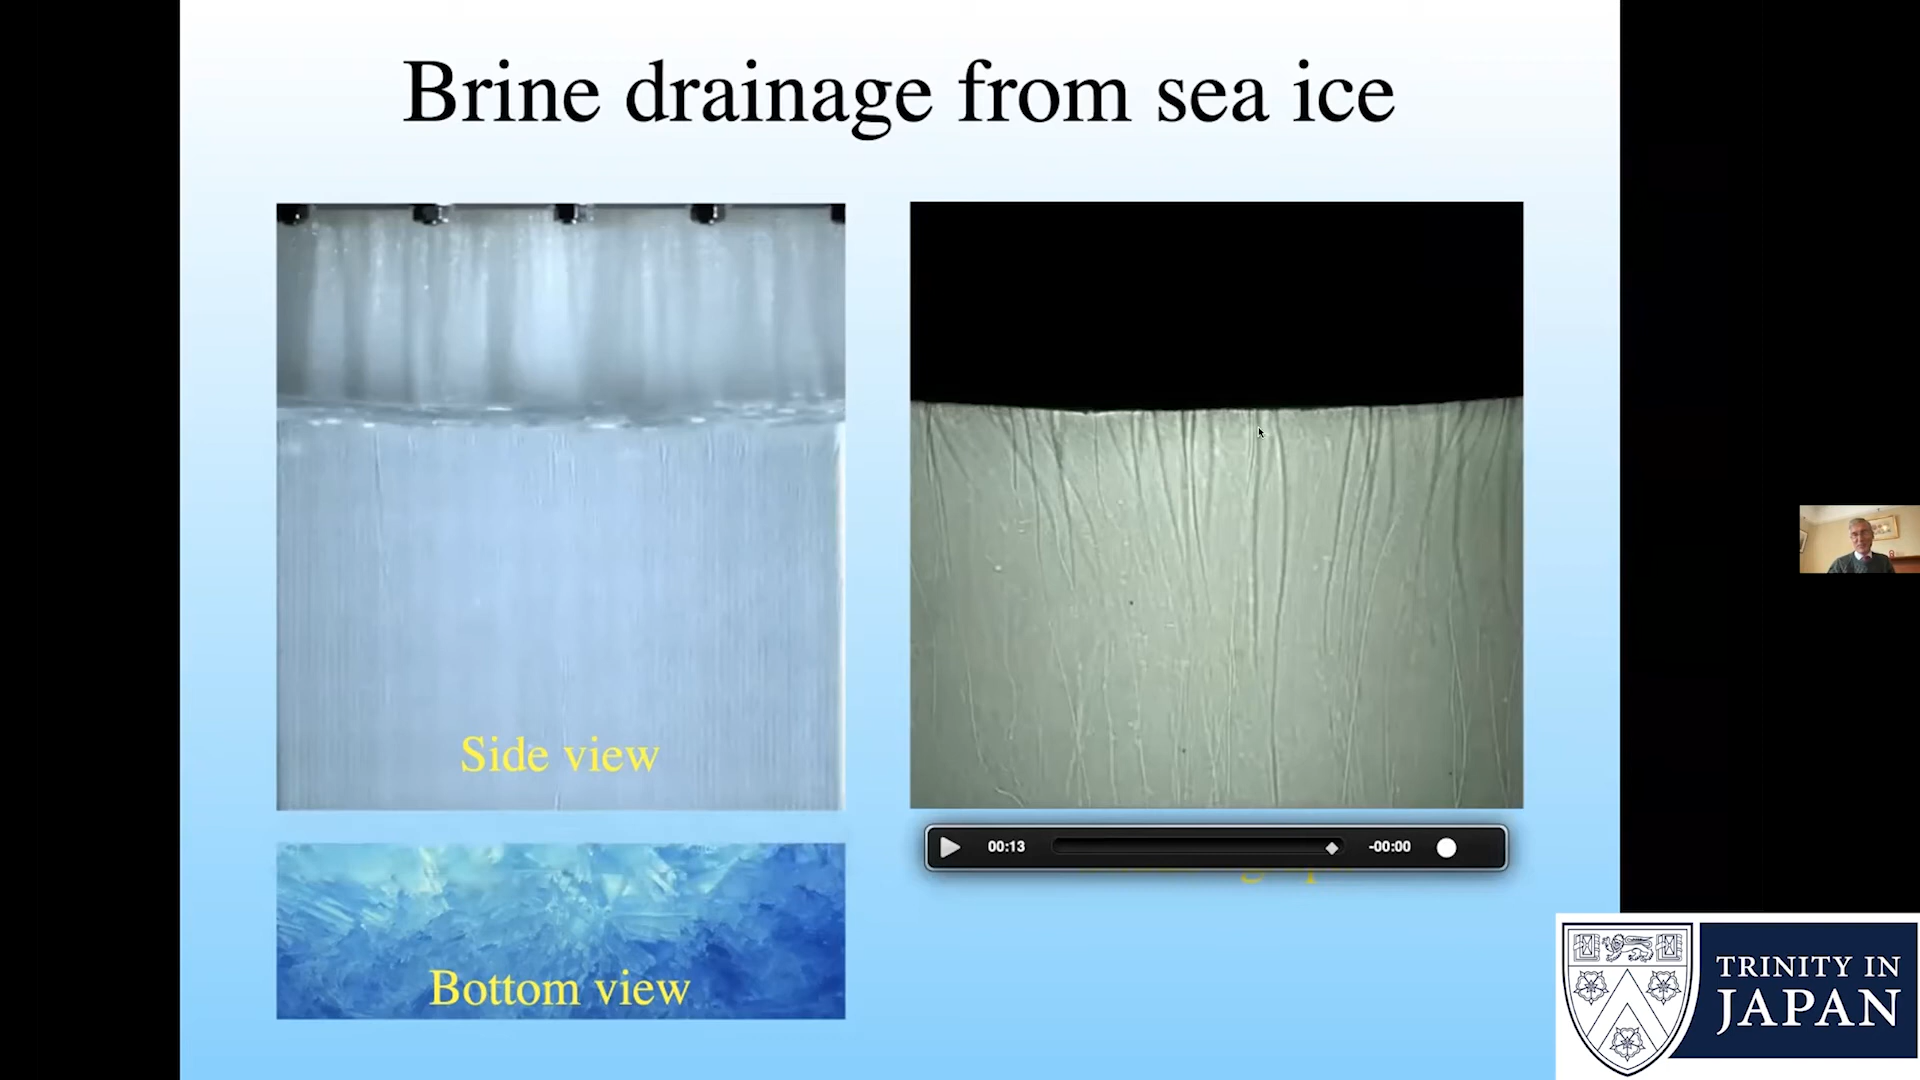 Brine drainage from sea ice
Side view
Bottom view
00:13
-00:00
TRINITY IN
JAPAN